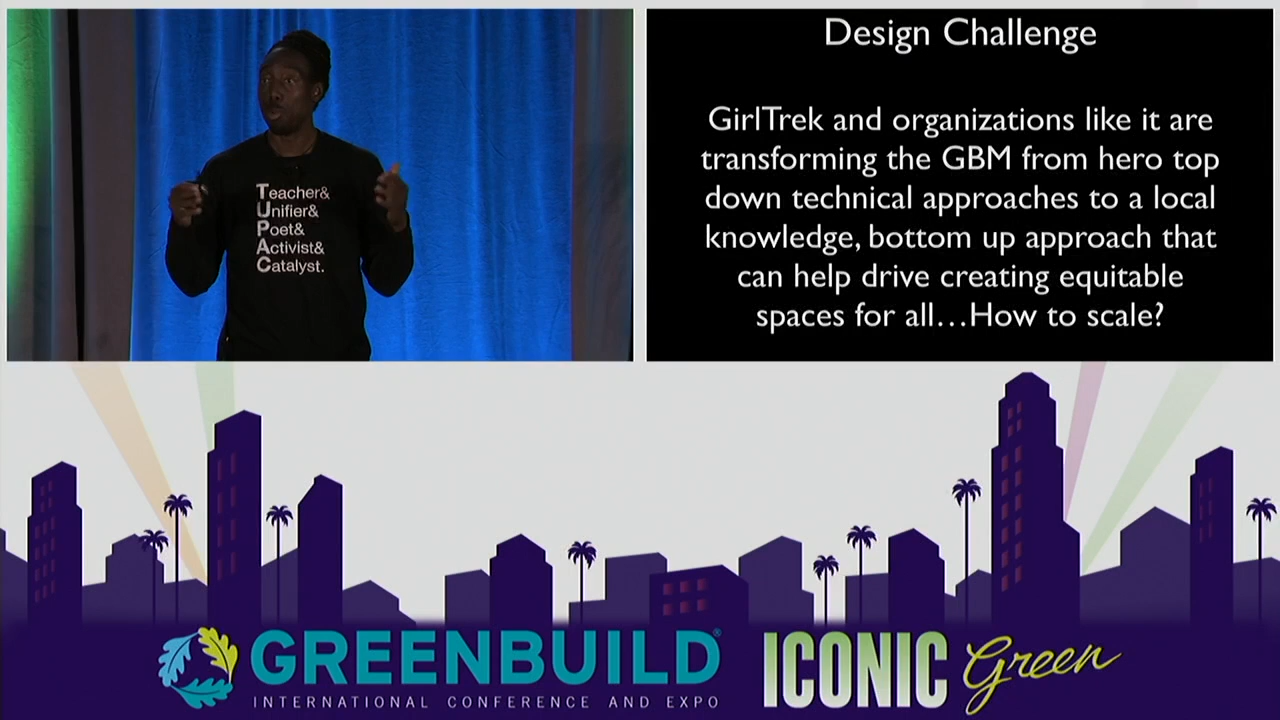 Teacher&
Unifier&
Poet&
Activist&
Catalyst.
Design Challenge
GirlTrek and organizations like it are
transforming the GBM from hero top
down technical approaches to a local
knowledge, bottom up approach that
can help drive creating equitable
spaces for all...How to scale?
GREENBUILD®
INTERNATIONAL CONFERENCE AND EXPO
ICONIC Green